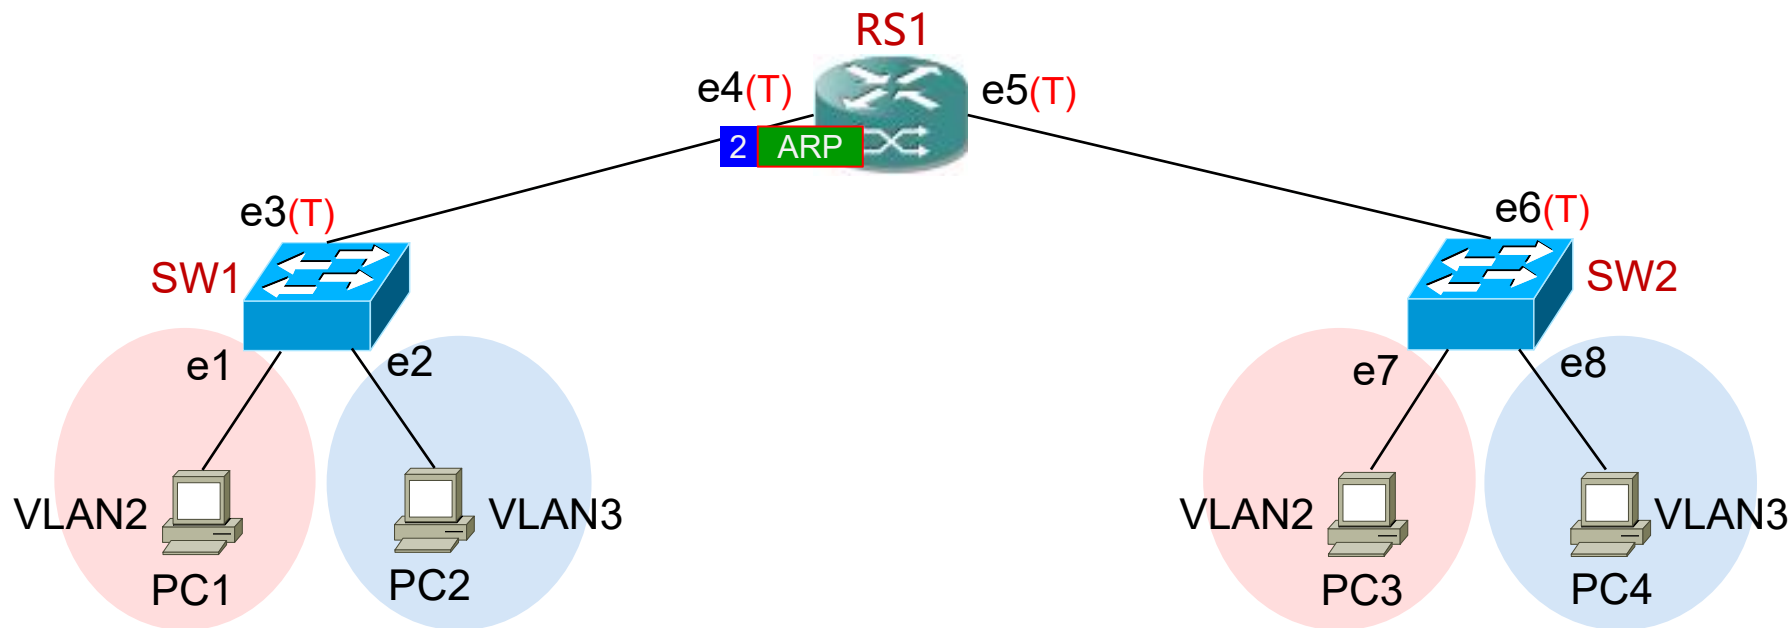 RS1
e4(T)
e5(T)
2 ARP
e3(T)
e6(T)
SW1
SW2
e1
e2
e7
e8
VLAN2
VLAN3
VLAN2
VLAN3
PC1
PC2
PC3
PC4